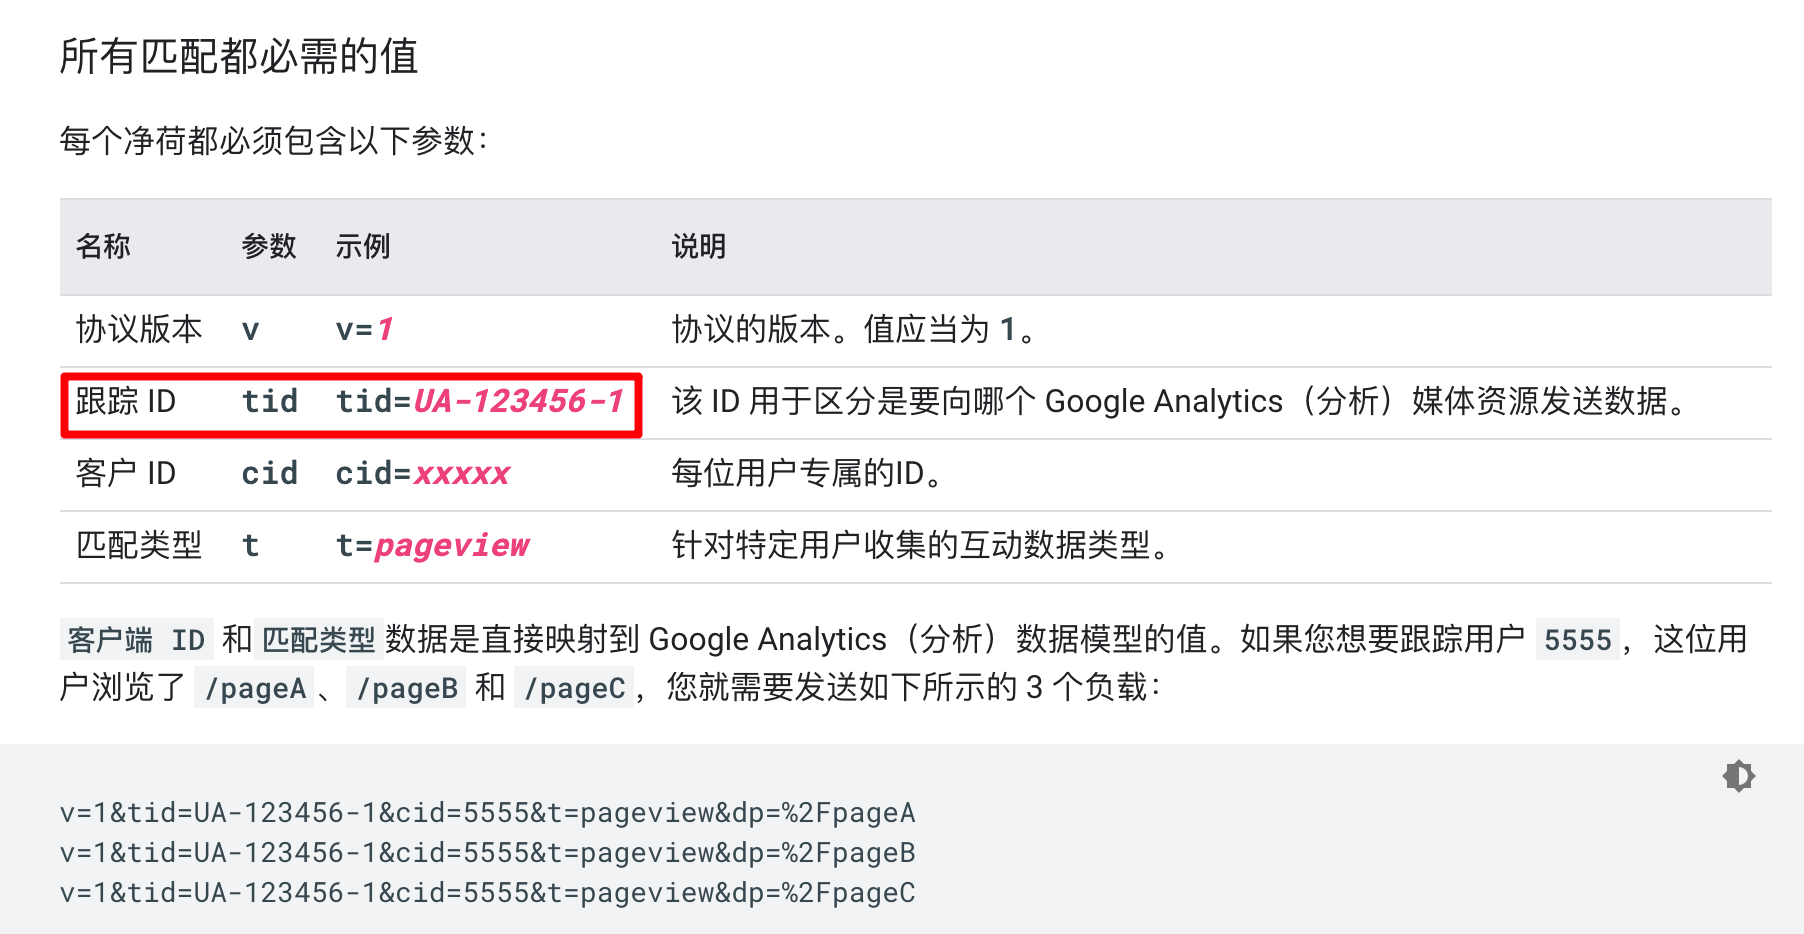 所有匹配都必需的值
每个净荷都必须包含以下参数：
名称 参数 示例 说明
协议版本 v v=1 协议的版本。值应当为 1。
跟踪 ID tid tid=UA-123456-1 该 ID 用于区分是要向哪个 Google Analytics（分析）媒体资源发送数据。
客户 ID cid cid=xxxxx 每位用户专属的ID。
匹配类型 t t=pageview 针对特定用户收集的互动数据类型。
客户端 ID 和 匹配类型 数据是直接映射到 Google Analytics（分析）数据模型的值。如果您想要跟踪用户 5555，这位用
户浏览了 /pageA、/pageB 和 /pageC，您就需要发送如下所示的 3 个负载：
v=1&tid=UA-123456-1&cid=5555&t=pageview&dp=%2FpageA
v=1&tid=UA-123456-1&cid=5555&t=pageview&dp=%2FpageB
v=1&tid=UA-123456-1&cid=5555&t=pageview&dp=%2FpageC